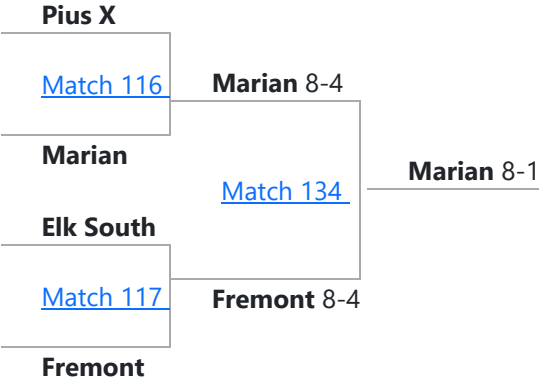 Pius X
Match 116
Marian 8-4
Marian
Marian 8-1
Match 134
Elk South
Match 117
Fremont 8-4
Fremont